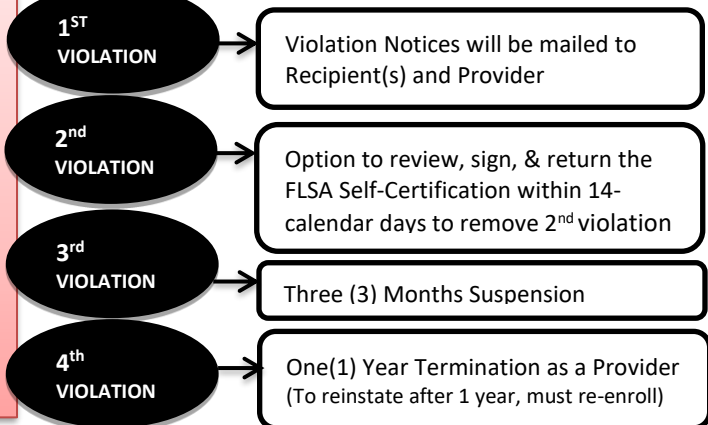 1ST
VIOLATION
Violation Notices will be mailed to
Recipient(s) and Provider
2nd
VIOLATION
Option to review, sign, & return the
FLSA Self-Certification within 14-
calendar days to remove 2nd violation
3rd
VIOLATION
Three (3) Months Suspension
4th
VIOLATION
One(1) Year Termination as a Provider
(To reinstate after 1 year, must re-enroll)